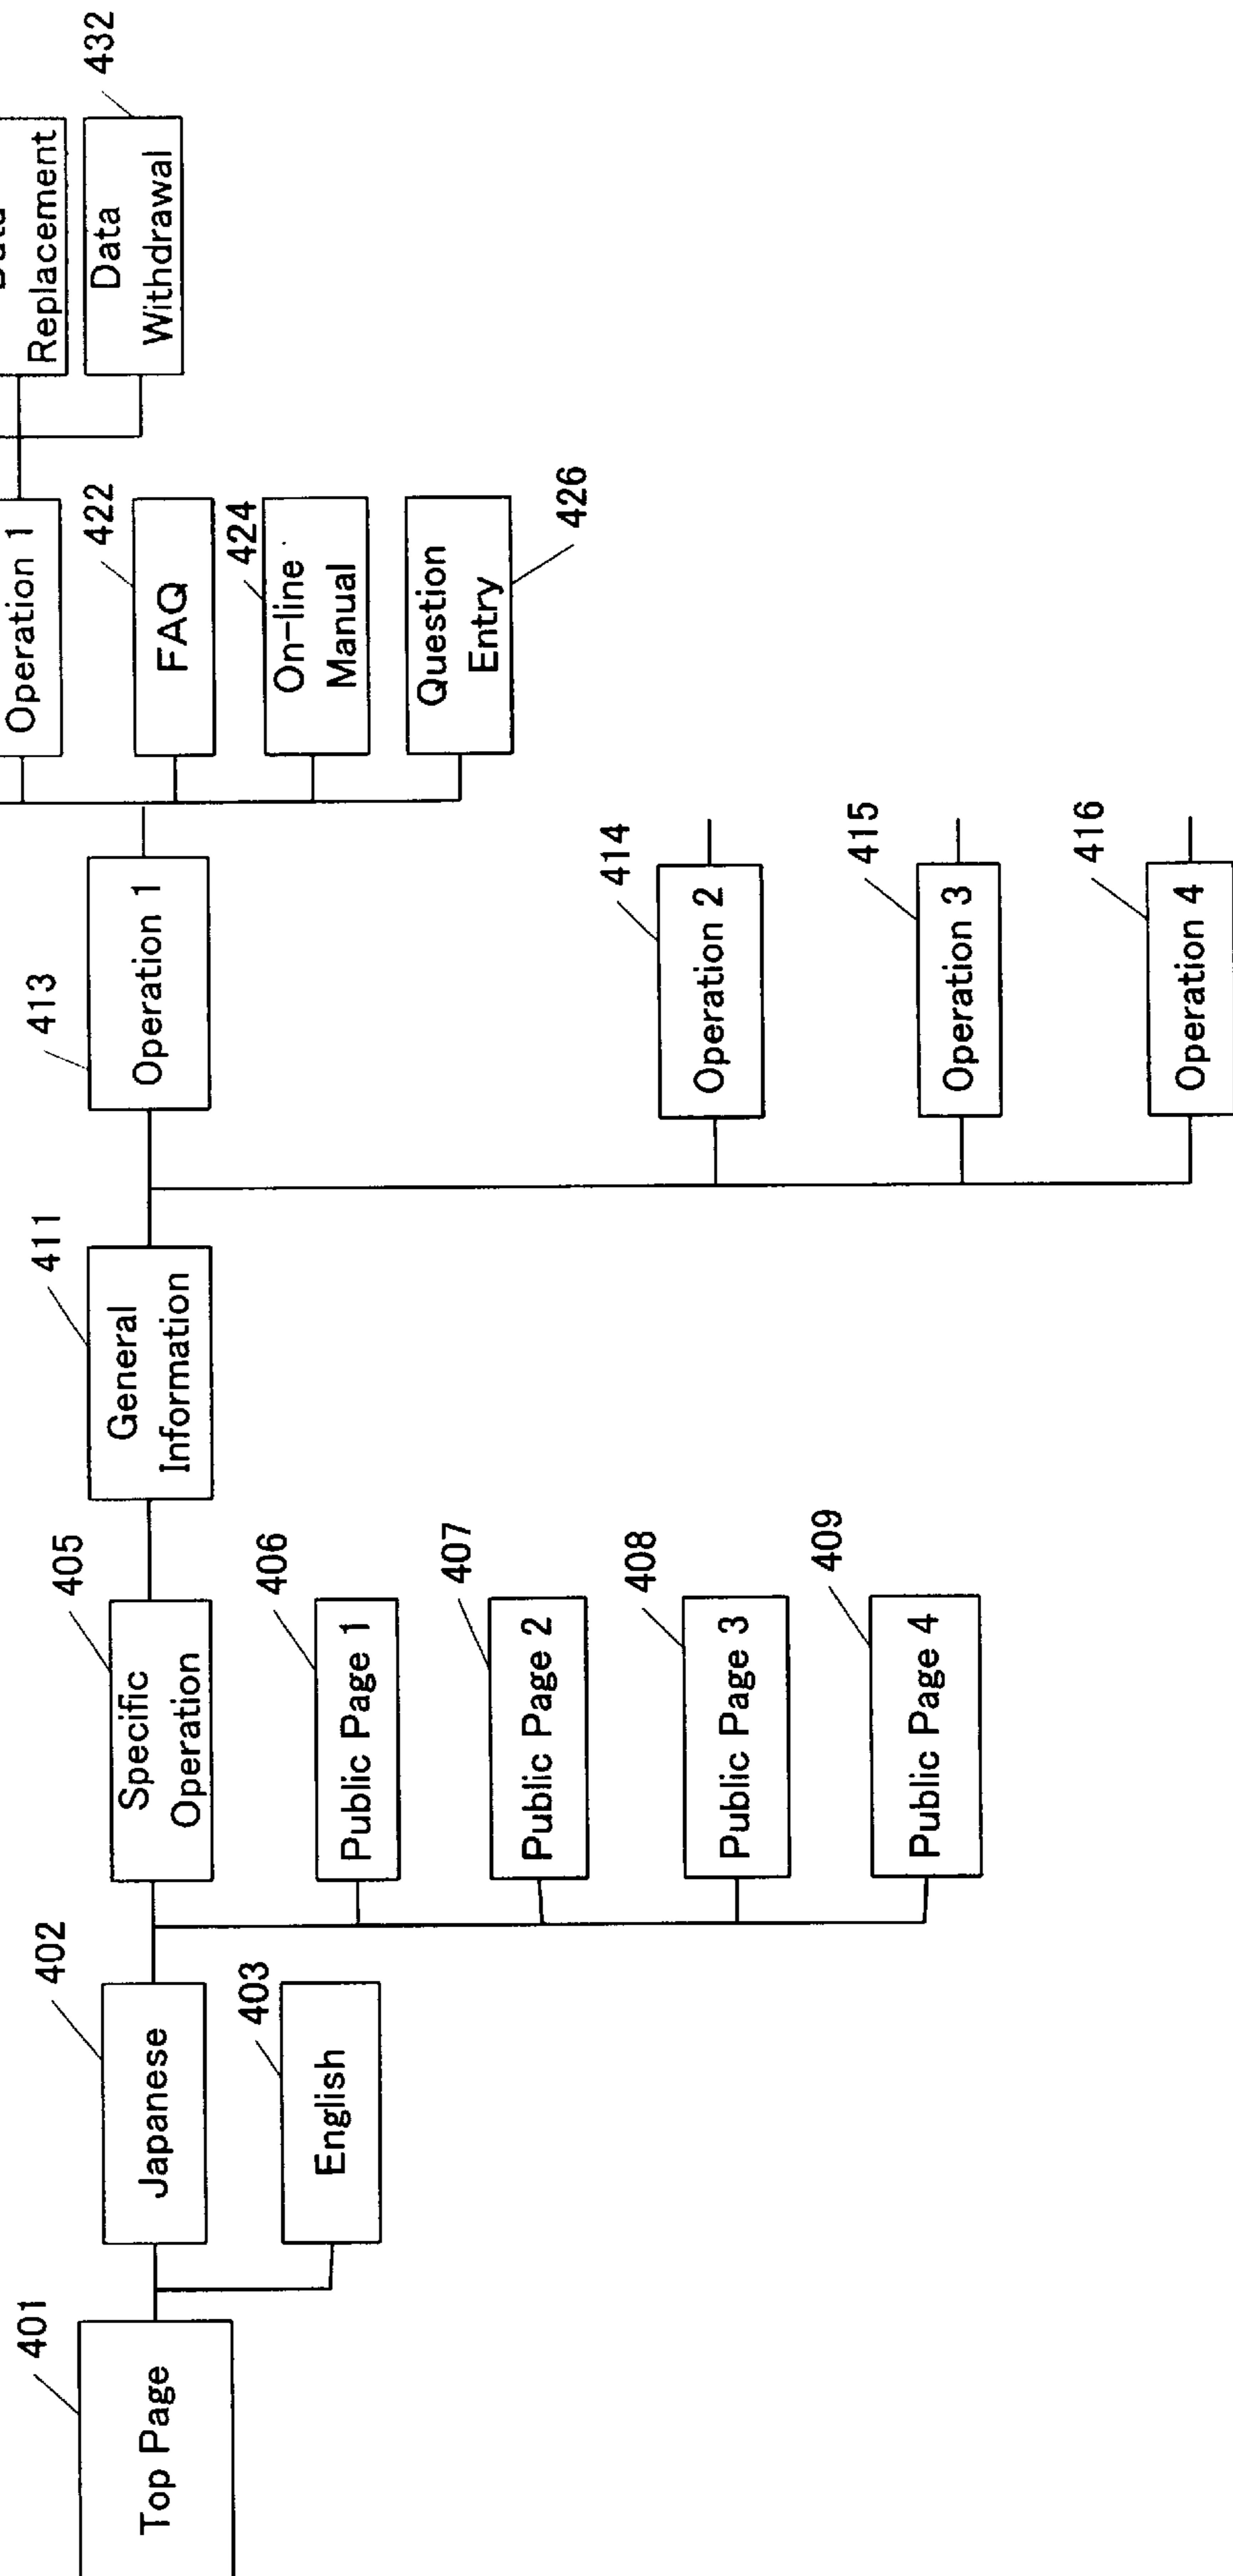 401
Top Page
402
Japanese
403
English
405
Specific
Operation
406
Public Page 1
407
Public Page 2
408
Public Page 3
409
Public Page 4
411
General
Information
413
Operation 1
414
Operation 2
415
Operation 3
416
Operation 4
Operation 1
422
FAQ
424
On-line
Manual
Question
Entry
426
Replacement
432
Data
Withdrawal